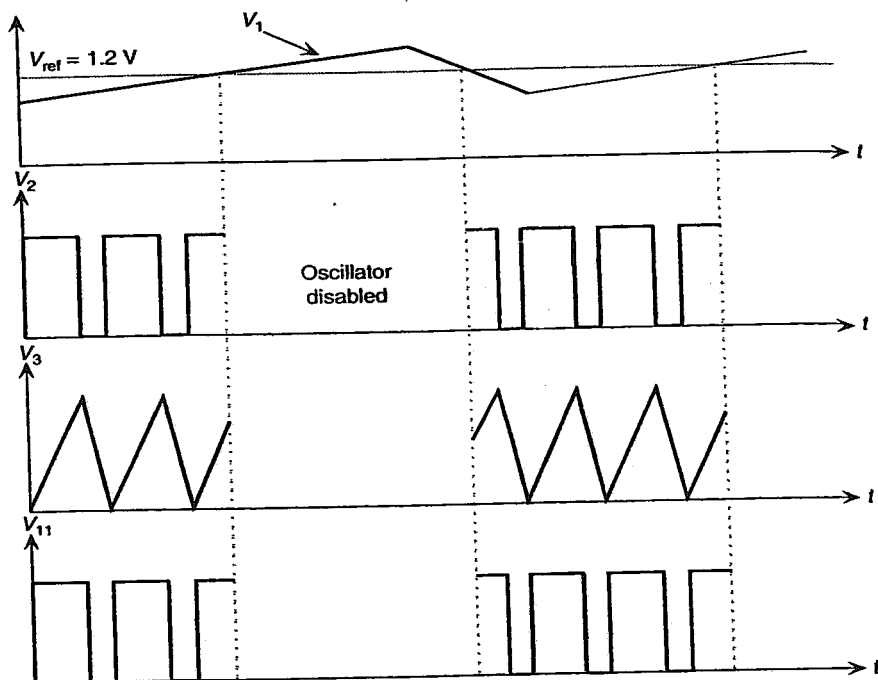 V1
Vref = 1.2 V
t
V2
Oscillator
disabled
t
V3
t
V11
t